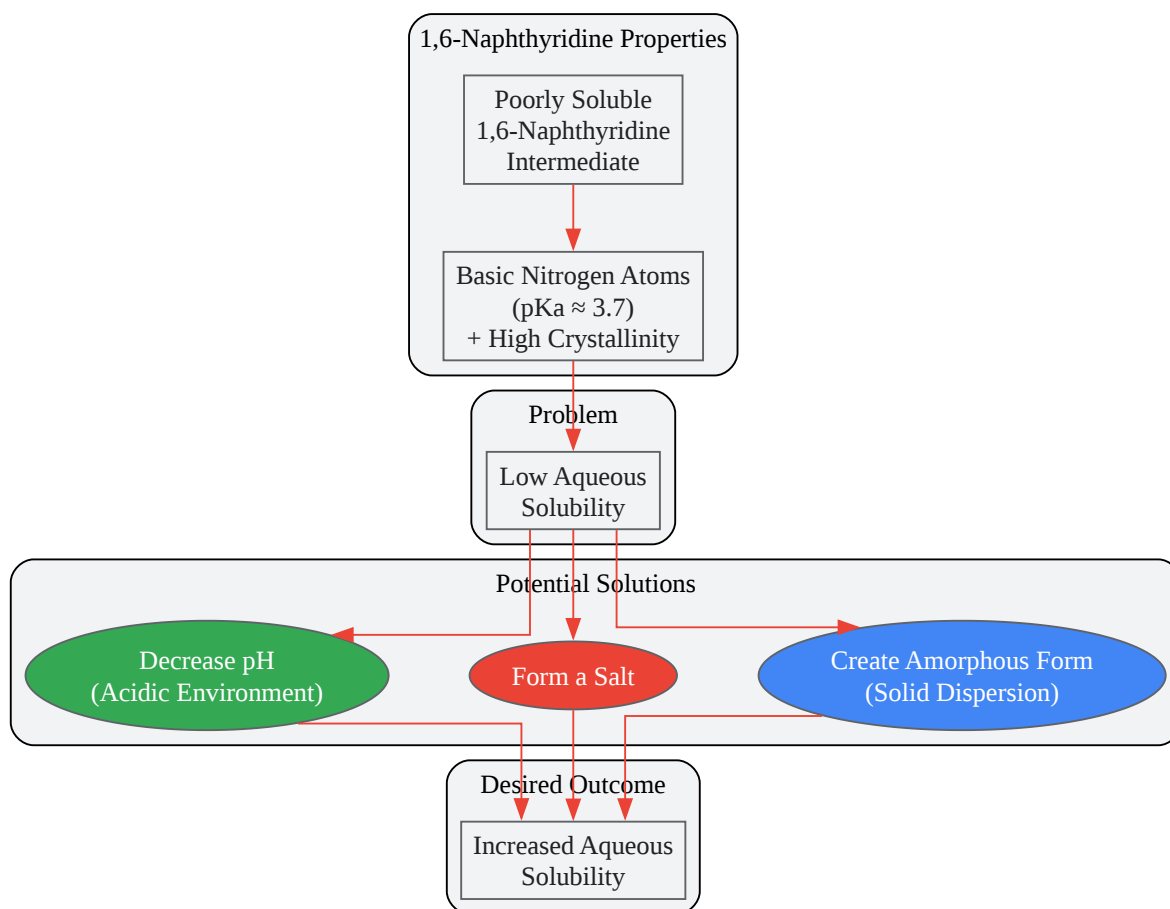 1,6-Naphthyridine Properties
Poorly Soluble
1,6-Naphthyridine
Intermediate
Basic Nitrogen Atoms
(pKa ≈ 3.7)
+ High Crystallinity
Problem
Low Aqueous
Solubility
Potential Solutions
Decrease pH
(Acidic Environment)
Form a Salt
Create Amorphous Form
(Solid Dispersion)
Desired Outcome
Increased Aqueous
Solubility